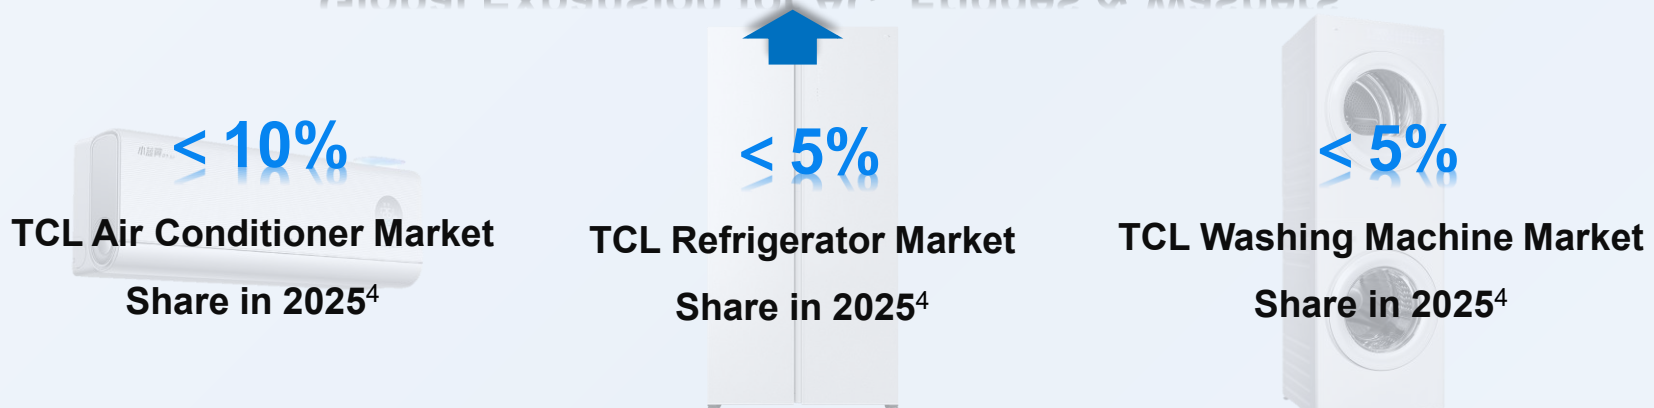 < 10%
< 5%
< 5%
TCL Air Conditioner Market
Share in 2025⁴
TCL Refrigerator Market
Share in 2025⁴
TCL Washing Machine Market
Share in 2025⁴